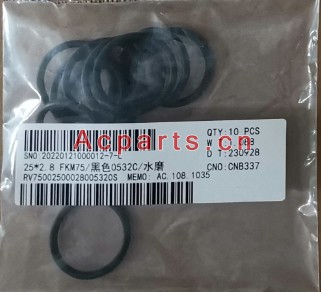 Acparts.cn
SNO 20220121000012-7-L
QTY:10 PCS
25*2.8 FKM75/黑色0532C/水磨
D T:230928
CNO:CNB337
RV75002500028005320S MEMO: AC.108.1035